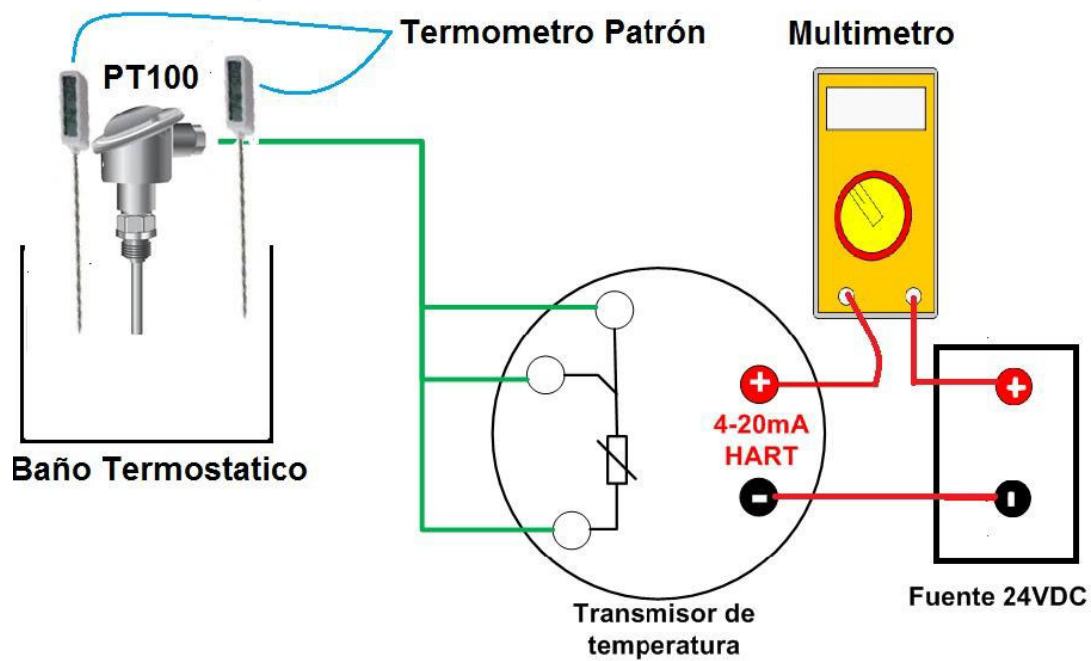 Termometro Patrón
Multimetro
PT100
+
+
4-20mA
HART
-
Baño Termostatico
Fuente 24VDC
Transmisor de
temperatura